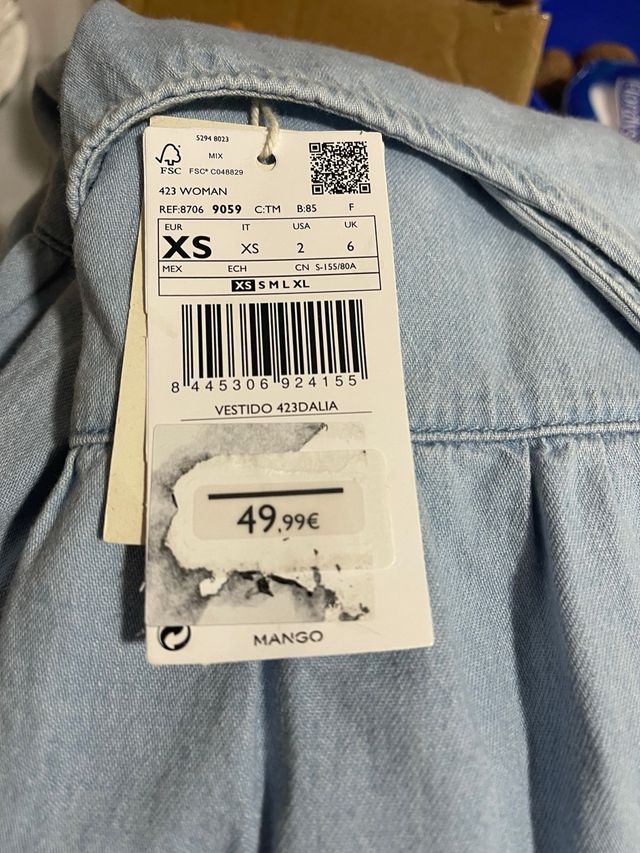 5294 8023
MIX
FSC FSC® C048829
423 WOMAN
REF:8706 9059 C:TM B:85 F
EUR IT USA UK
XS XS 2 6
MEX ECH CN S-155/80A
XS S M L XL
8 445306 924155
VESTIDO 423DALIA
49,99€
MANGO